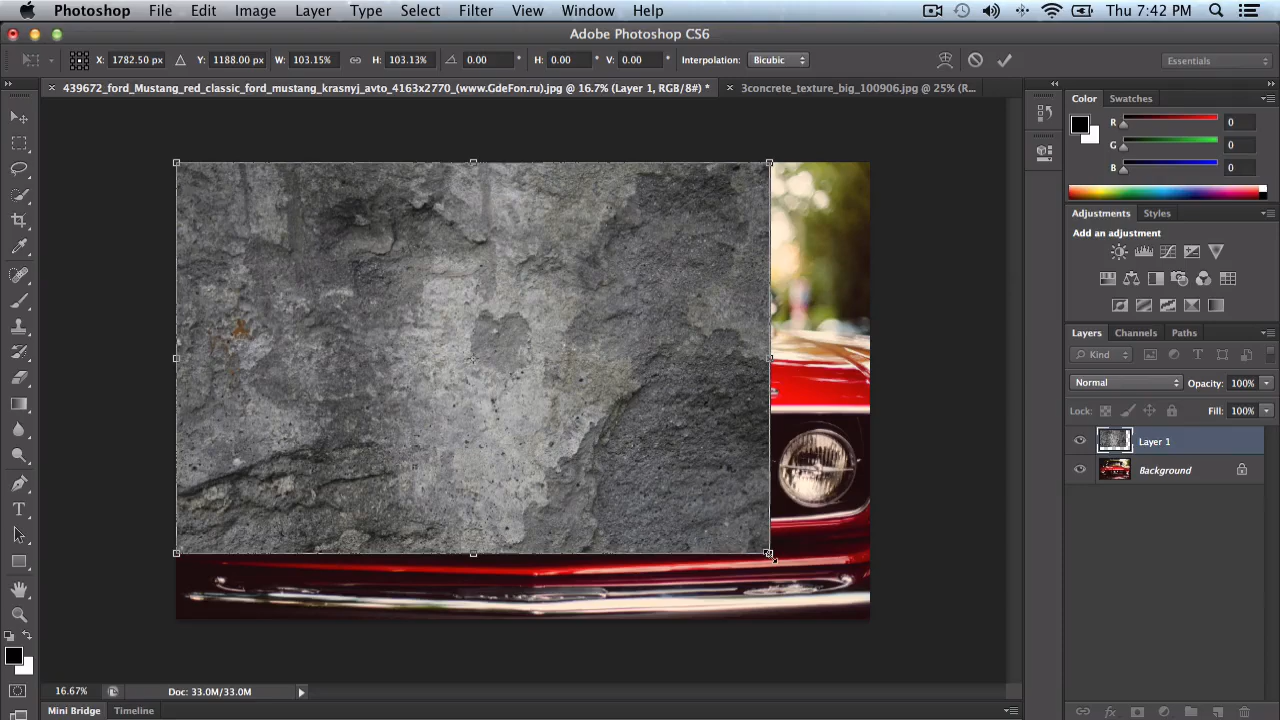 Photoshop File Edit Image Layer Type Select Filter View Window Help Thu 7:42 PM
Adobe Photoshop CS6
X: 1782.50 px Y: 1188.00 px W: 103.15% H: 103.13% 0.00 ° H: 0.00 ° V: 0.00 ° Interpolation: Bicubic Essentials
439672_ford_Mustang_red_classic_ford_mustang_krasnyj_avto_4163x2770_(www.GdeFon.ru).jpg @ 16.7% (Layer 1, RGB/8#) * 3concrete_texture_big_100906.jpg @ 25% (R...
Color Swatches
R 0
G 0
B 0
Adjustments Styles
Add an adjustment
Layers Channels Paths
Kind
Normal Opacity: 100%
Lock: Fill: 100%
Layer 1
Background
16.67% Doc: 33.0M/33.0M
Mini Bridge Timeline